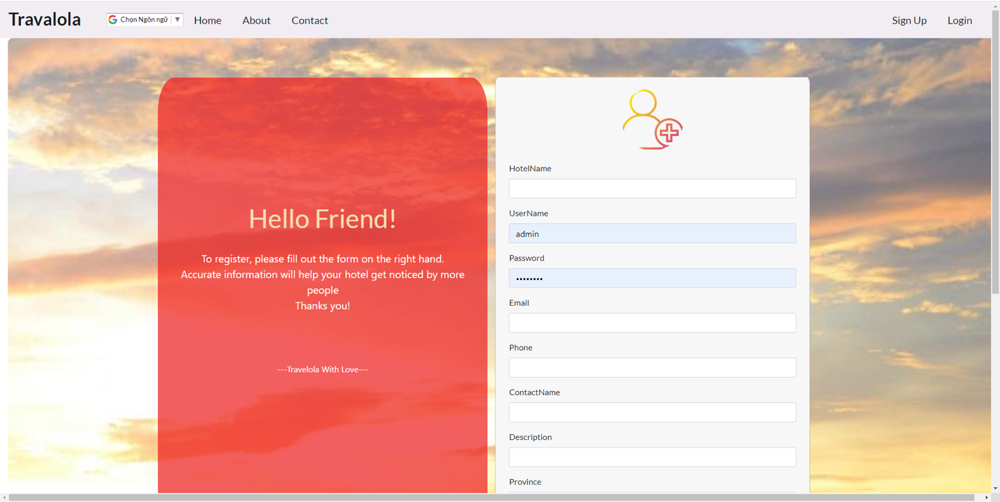 Travalola
Chọn Ngôn ngữ ▼
Home
About
Contact
Sign Up
Login
Hello Friend!
To register, please fill out the form on the right hand.
Accurate information will help your hotel get noticed by more
people
Thanks you!
---Travelola With Love---
HotelName
UserName
admin
Password
••••••••
Email
Phone
ContactName
Description
Province